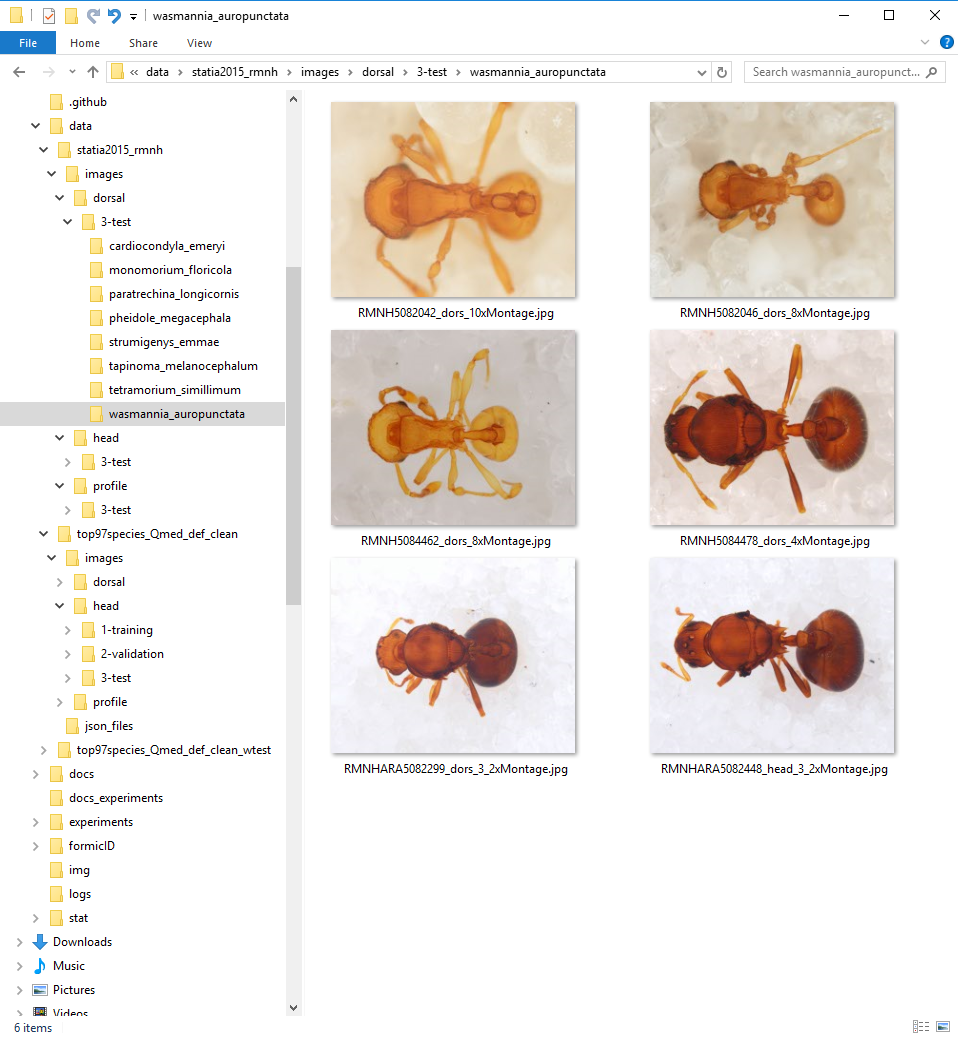 wasmannia_auropunctata
File
Home
Share
View
data
statia2015_rmnh
images
dorsal
3-test
wasmannia_auropunctata
Search wasmannia_auropunct...
.github
data
statia2015_rmnh
images
dorsal
3-test
cardiocondyla_emeryi
monomorium_floricola
paratrechina_longicornis
pheidole_megacephala
strumigenys_emmae
tapinoma_melanocephalum
tetramorium_simillimum
wasmannia_auropunctata
head
3-test
profile
3-test
top97species_Qmed_def_clean
images
dorsal
head
1-training
2-validation
3-test
profile
json_files
top97species_Qmed_def_clean_wtest
docs
docs_experiments
experiments
formicID
img
logs
stat
Downloads
Music
Pictures
Videos
RMNH5082042_dors_10xMontage.jpg
RMNH5082046_dors_8xMontage.jpg
RMNH5084462_dors_8xMontage.jpg
RMNH5084478_dors_4xMontage.jpg
RMNHARA5082299_dors_3_2xMontage.jpg
RMNHARA5082448_head_3_2xMontage.jpg
6 items